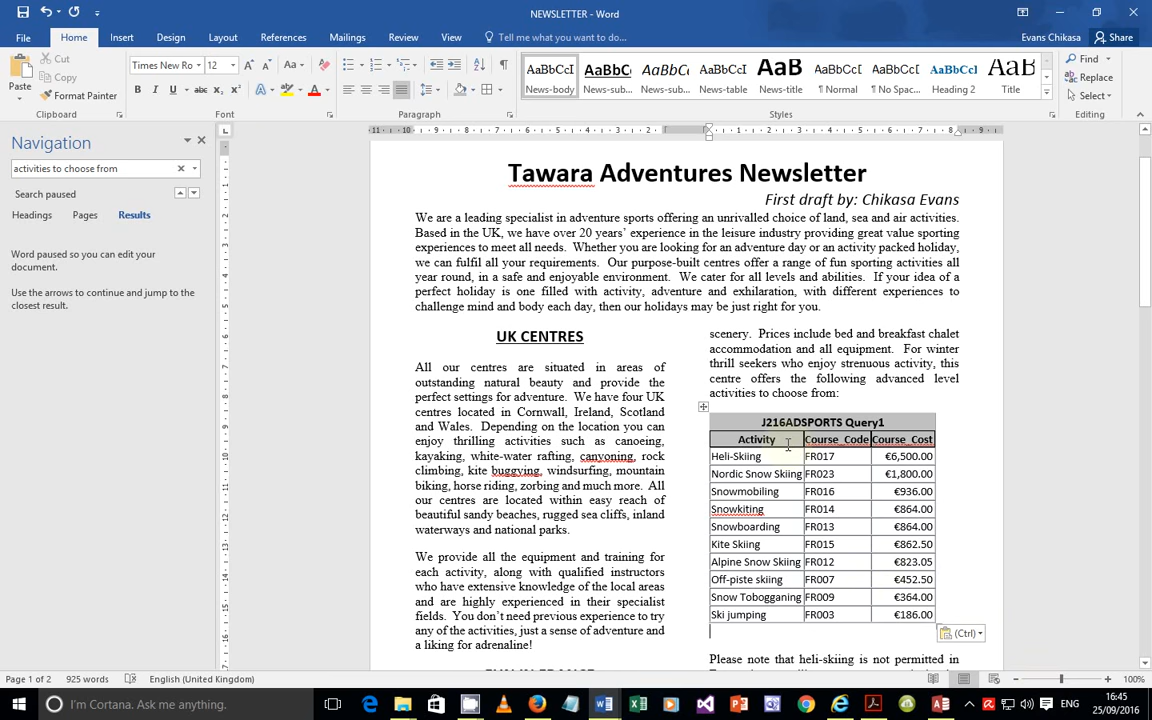 NEWSLETTER - Word
File
Home
Insert
Design
Layout
References
Mailings
Review
View
Tell me what you want to do...
Evans Chikasa
Share
Paste
Cut
Copy
Format Painter
Clipboard
Times New Ro
12
Aa
B I U abc X₂ X²
Font
Paragraph
AaBbCcI
News-body
AaBbCc
News-sub...
AaBbCcI
News-sub...
AaBbCcI
News-table
AaB
News-title
AaBbCcI
¶ Normal
AaBbCcI
¶ No Spac...
AaBbCcI
Heading 2
AaBbC
Title
Styles
Find
Replace
Select
Editing
Navigation
activities to choose from
Search paused
Headings
Pages
Results
Word paused so you can edit your
document.
Use the arrows to continue and jump to the
closest result.
Tawara Adventures Newsletter
First draft by: Chikasa Evans
We are a leading specialist in adventure sports offering an unrivalled choice of land, sea and air activities.
Based in the UK, we have over 20 years' experience in the leisure industry providing great value sporting
experiences to meet all needs. Whether you are looking for an adventure day or an activity packed holiday,
we can fulfil all your requirements. Our purpose-built centres offer a range of fun sporting activities all
year round, in a safe and enjoyable environment. We cater for all levels and abilities. If your idea of a
perfect holiday is one filled with activity, adventure and exhilaration, with different experiences to
challenge mind and body each day, then our holidays may be just right for you.
UK CENTRES
All our centres are situated in areas of
outstanding natural beauty and provide the
perfect settings for adventure. We have four UK
centres located in Cornwall, Ireland, Scotland
and Wales. Depending on the location you can
enjoy thrilling activities such as canoeing,
kayaking, white-water rafting, canyoning, rock
climbing, kite buggying, windsurfing, mountain
biking, horse riding, zorbing and much more. All
our centres are located within easy reach of
beautiful sandy beaches, rugged sea cliffs, inland
waterways and national parks.
We provide all the equipment and training for
each activity, along with qualified instructors
who have extensive knowledge of the local areas
and are highly experienced in their specialist
fields. You don't need previous experience to try
any of the activities, just a sense of adventure and
a liking for adrenaline!
scenery. Prices include bed and breakfast chalet
accommodation and all equipment. For winter
thrill seekers who enjoy strenuous activity, this
centre offers the following advanced level
activities to choose from:
J216ADSPORTS Query1
Activity Course_Code Course_Cost
Heli-Skiing FR017 €6,500.00
Nordic Snow Skiing FR023 €1,800.00
Snowmobiling FR016 €936.00
Snowkiting FR014 €864.00
Snowboarding FR013 €864.00
Kite Skiing FR015 €862.50
Alpine Snow Skiing FR012 €823.05
Off-piste skiing FR007 €452.50
Snow Tobogganing FR009 €364.00
Ski jumping FR003 €186.00
(Ctrl)
Please note that heli-skiing is not permitted in
Page 1 of 2
925 words
English (United Kingdom)
100%
I'm Cortana. Ask me anything.
ENG
16:45
25/09/2016